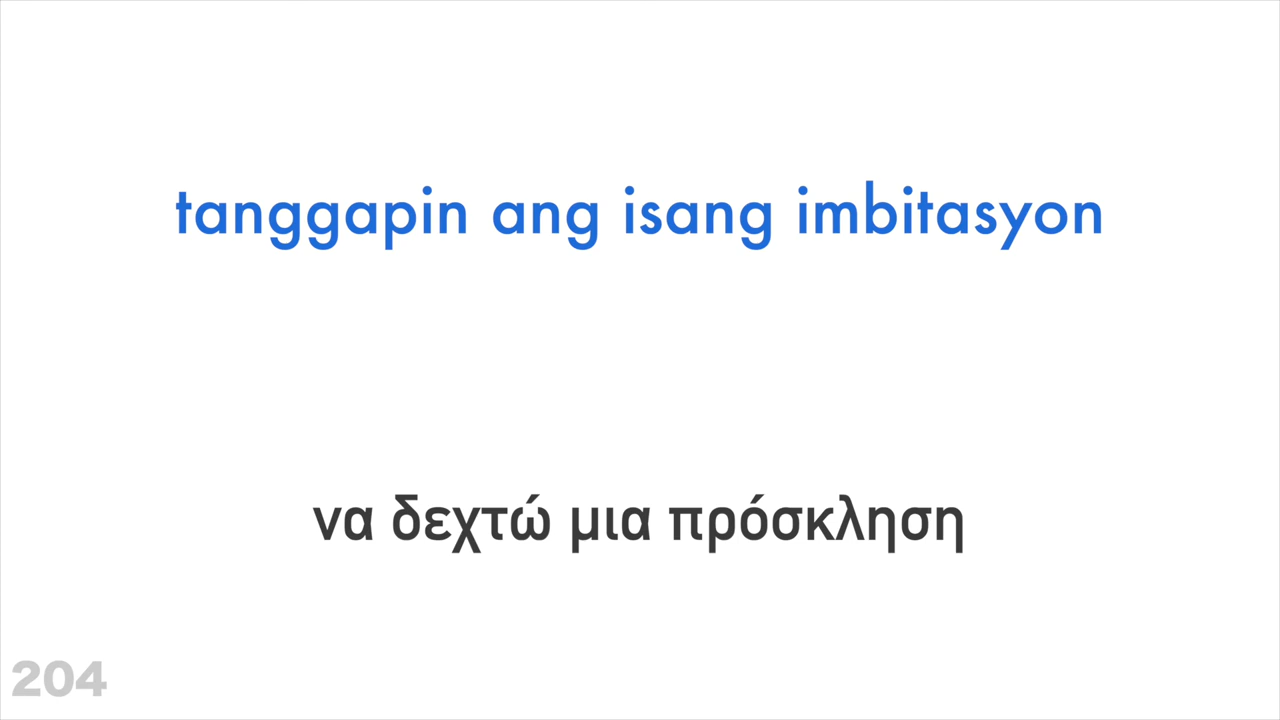 tanggapin ang isang imbitasyon
να δεχτώ μια πρόσκληση
204